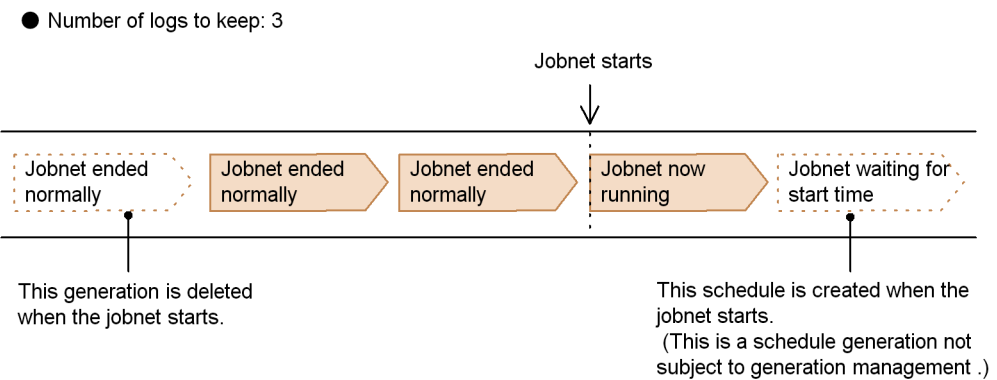 ● Number of logs to keep: 3
Jobnet starts
Jobnet ended
normally
Jobnet ended
normally
Jobnet ended
normally
Jobnet now
running
Jobnet waiting for
start time
This generation is deleted
when the jobnet starts.
This schedule is created when the
jobnet starts.
(This is a schedule generation not
subject to generation management .)